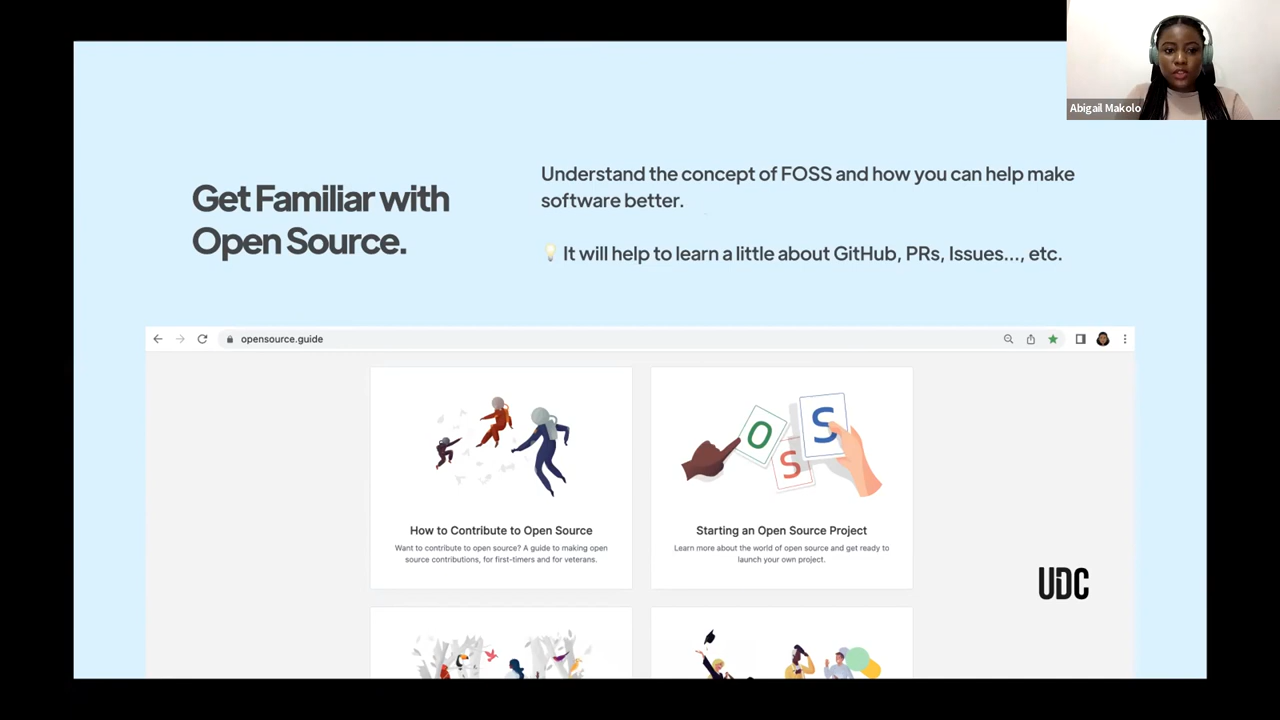 Abigail Makolo
Get Familiar with
Open Source.
Understand the concept of FOSS and how you can help make
software better.
💡 It will help to learn a little about GitHub, PRs, Issues..., etc.
opensource.guide
O
S
S
How to Contribute to Open Source
Want to contribute to open source? A guide to making open
source contributions, for first-timers and for veterans.
Starting an Open Source Project
Learn more about the world of open source and get ready to
launch your own project.
UDC